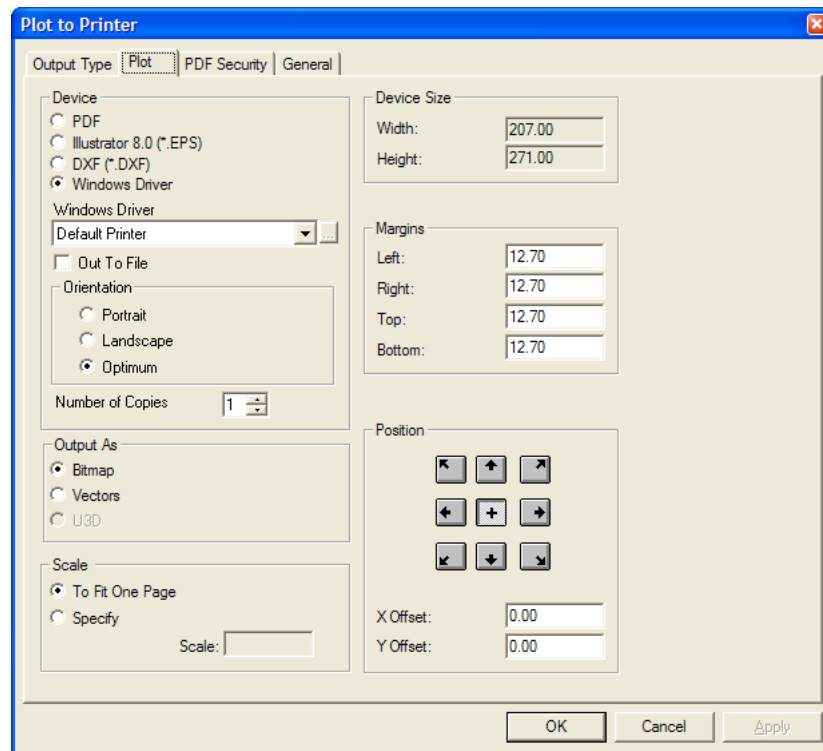 Plot to Printer
Output Type Plot PDF Security General
Device
PDF
Illustrator 8.0 (*.EPS)
DXF (*.DXF)
Windows Driver
Windows Driver
Default Printer ...
Out To File
Orientation
Portrait
Landscape
Optimum
Number of Copies 1
Output As
Bitmap
Vectors
U3D
Scale
To Fit One Page
Specify
Scale:
Device Size
Width: 207.00
Height: 271.00
Margins
Left: 12.70
Right: 12.70
Top: 12.70
Bottom: 12.70
Position
X Offset: 0.00
Y Offset: 0.00
OK Cancel Apply